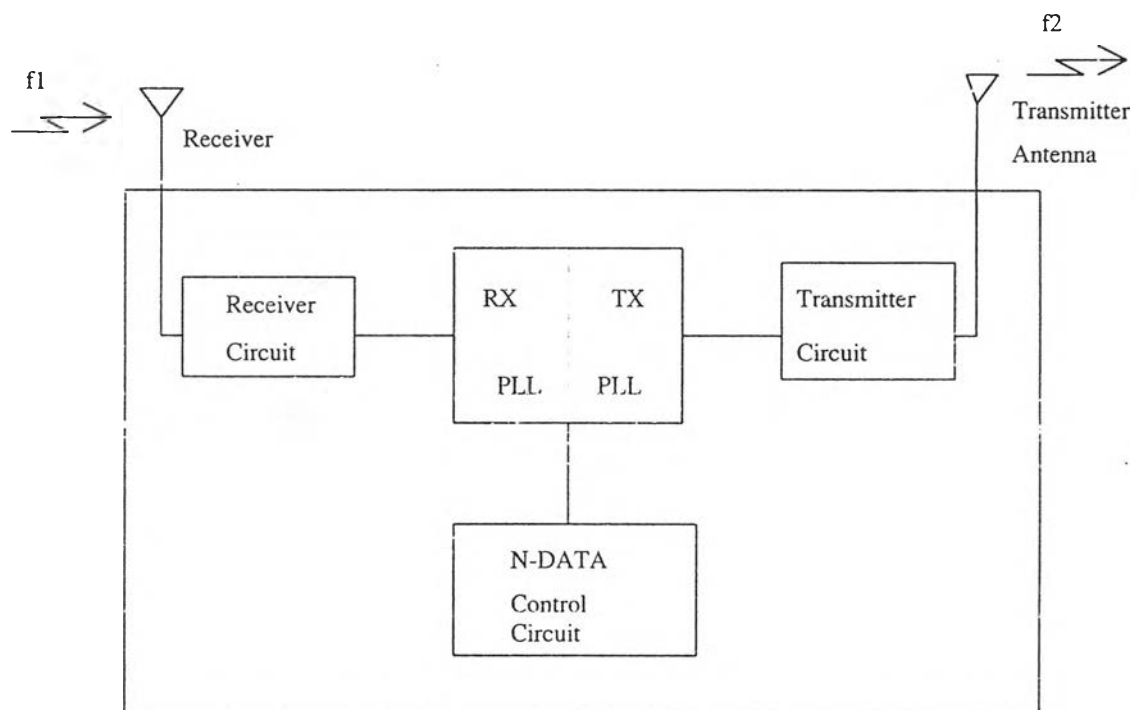 f2
f1
Transmitter
Antenna
Receiver
Receiver
Circuit
RX TX
PLL PLL
Transmitter
Circuit
N-DATA
Control
Circuit